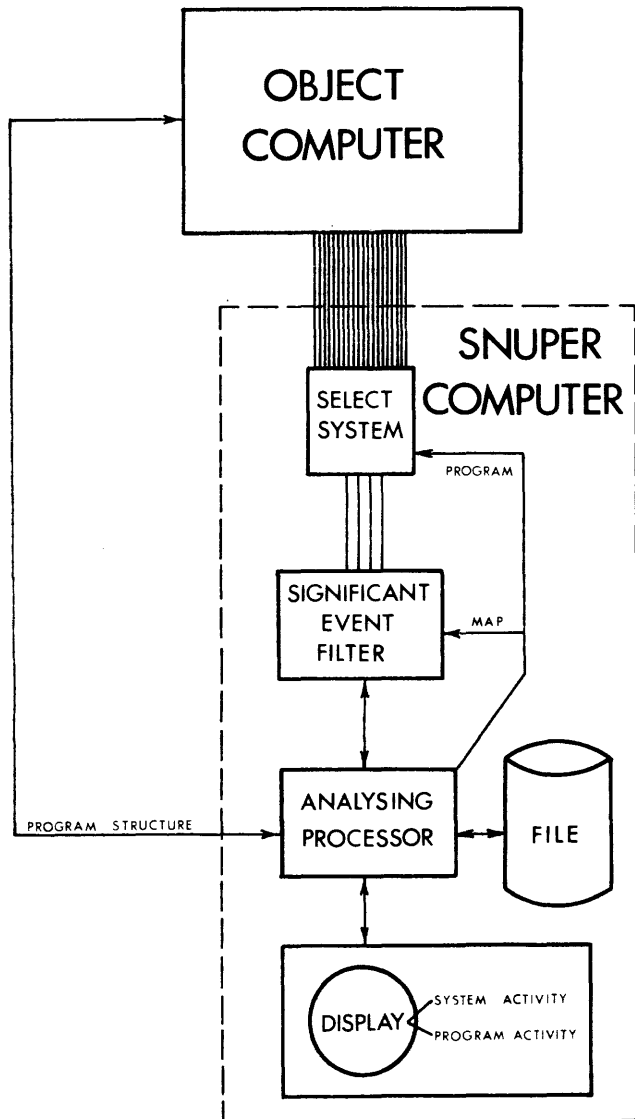 OBJECT
COMPUTER
SNUPER
COMPUTER
SELECT
SYSTEM
PROGRAM
SIGNIFICANT
EVENT
FILTER
MAP
ANALYSING
PROCESSOR
PROGRAM STRUCTURE
FILE
DISPLAY
SYSTEM ACTIVITY
PROGRAM ACTIVITY